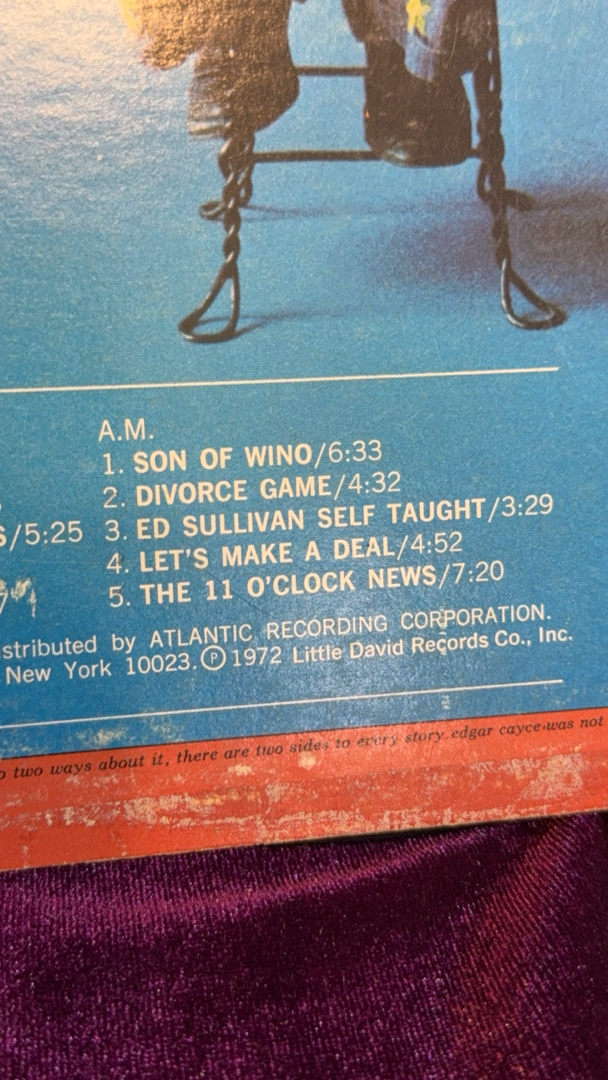 A.M.
1. SON OF WINO/6:33
2. DIVORCE GAME/4:32
S/5:25 3. ED SULLIVAN SELF TAUGHT/3:29
4. LET'S MAKE A DEAL/4:52
5. THE 11 O'CLOCK NEWS/7:20
stributed by ATLANTIC RECORDING CORPORATION.
New York 10023. Ⓟ 1972 Little David Records Co., Inc.
o two ways about it, there are two sides to every story. edgar cayce was not